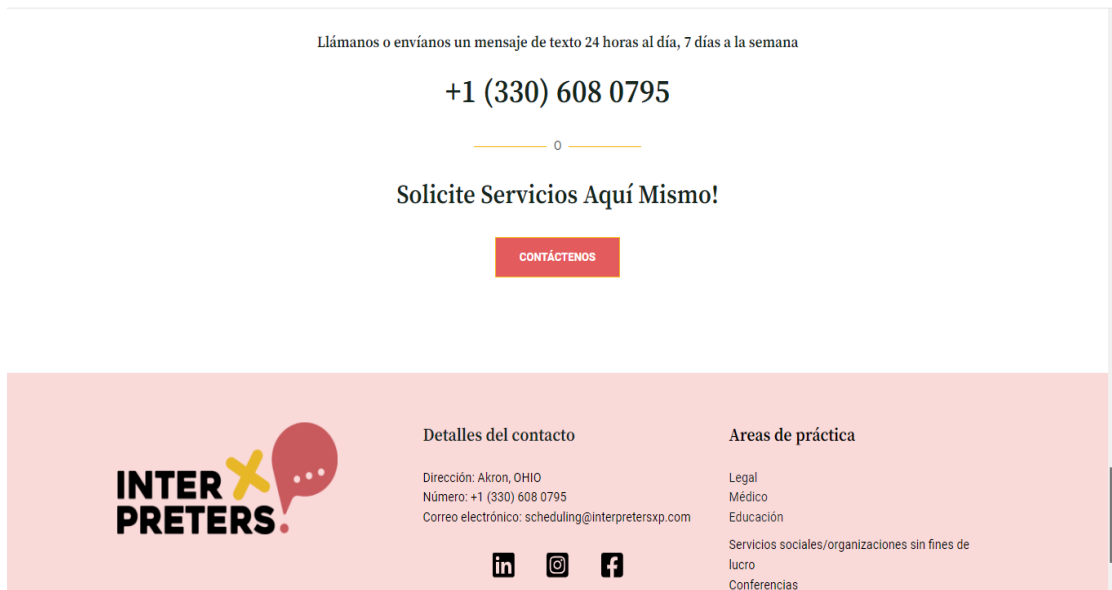 Llámanos o envíanos un mensaje de texto 24 horas al día, 7 días a la semana
+1 (330) 608 0795
O
Solicite Servicios Aquí Mismo!
CONTÁCTENOS
INTER X
PRETERS.
Detalles del contacto
Dirección: Akron, OHIO
Número: +1 (330) 608 0795
Correo electrónico: scheduling@interpretersxp.com
in
f
Areas de práctica
Legal
Médico
Educación
Servicios sociales/organizaciones sin fines de
lucro
Conferencias